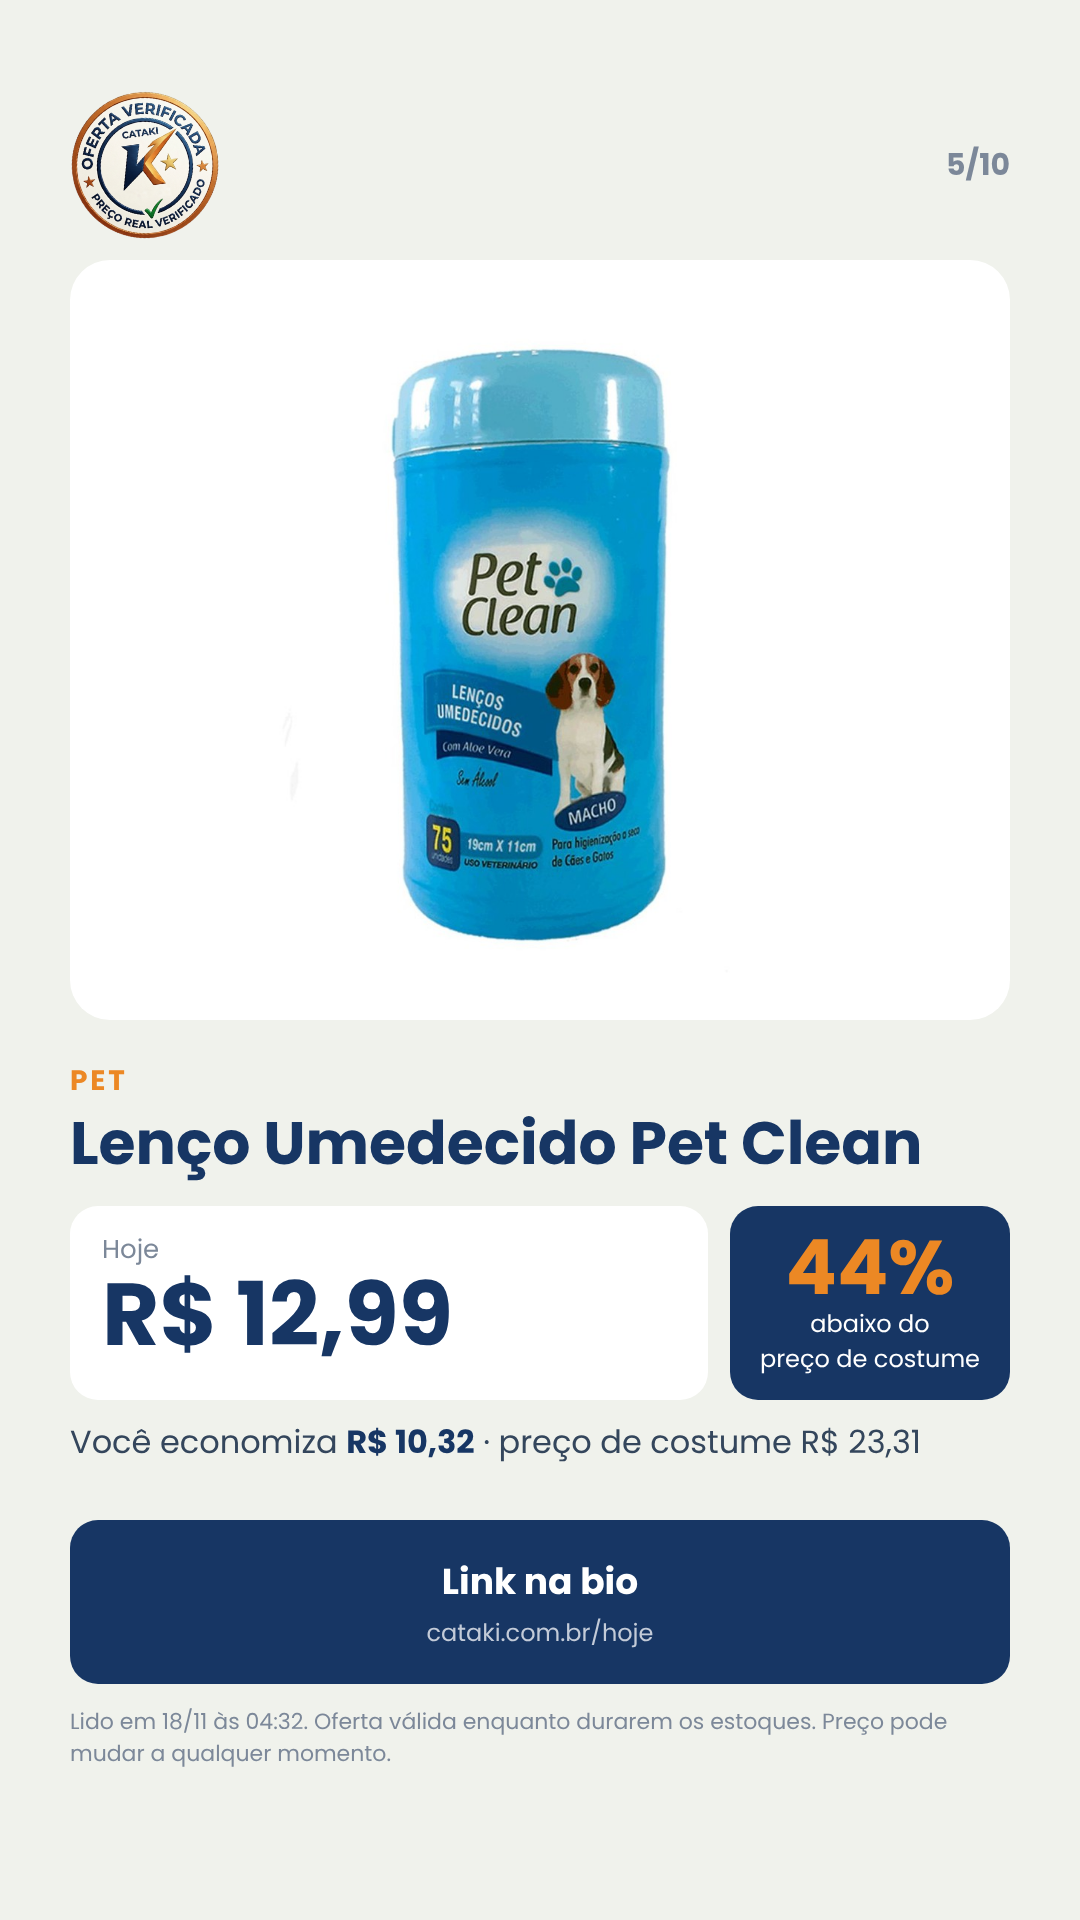 OFERTA VERIFICADA
CATAKI
PREÇO REAL VERIFICADO
5/10
Pet
Clean
LENÇOS
UMEDECIDOS
Com Aloe Vera
Sem Álcool
MACHO
75
unidades
19cm X 11cm
USO VETERINÁRIO
Para higienização a seco
de Cães e Gatos
PET
Lenço Umedecido Pet Clean
Hoje
R$ 12,99
44%
abaixo do
preço de costume
Você economiza R$ 10,32 · preço de costume R$ 23,31
Link na bio
cataki.com.br/hoje
Lido em 18/11 às 04:32. Oferta válida enquanto durarem os estoques. Preço pode
mudar a qualquer momento.